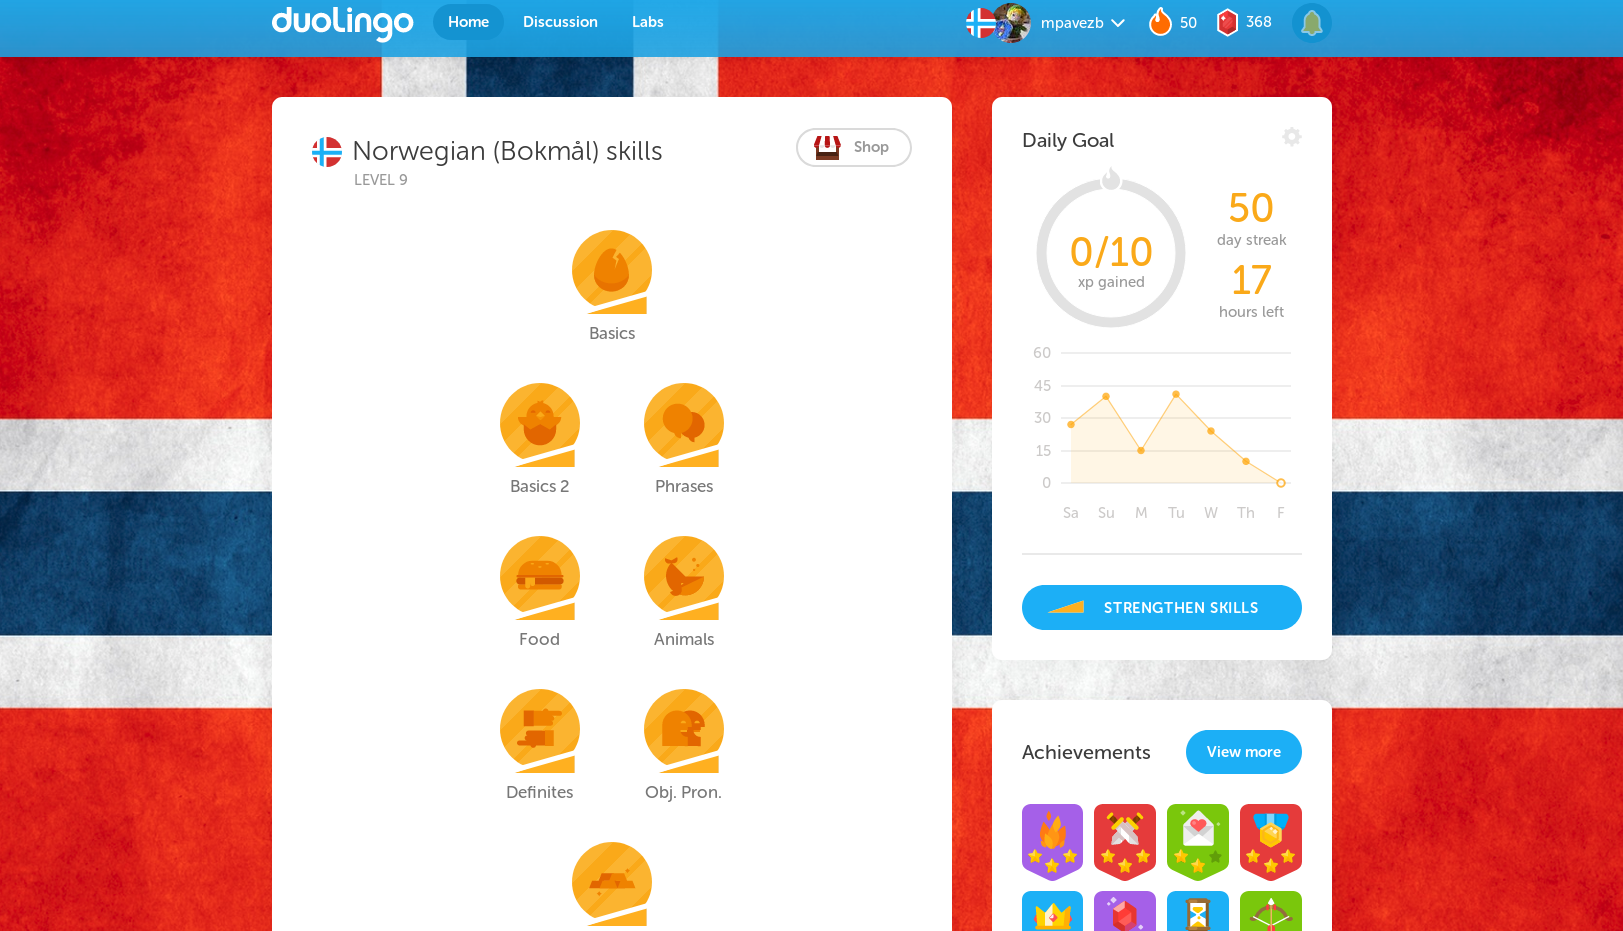 duolingo
Home
Discussion
Labs
mpavezb
50
368
Norwegian (Bokmål) skills
LEVEL 9
Shop
Basics
Basics 2
Phrases
Food
Animals
Definites
Obj. Pron.
Daily Goal
0/10
xp gained
50
day streak
17
hours left
60
45
30
15
0
Sa Su M Tu W Th F
STRENGTHEN SKILLS
Achievements
View more